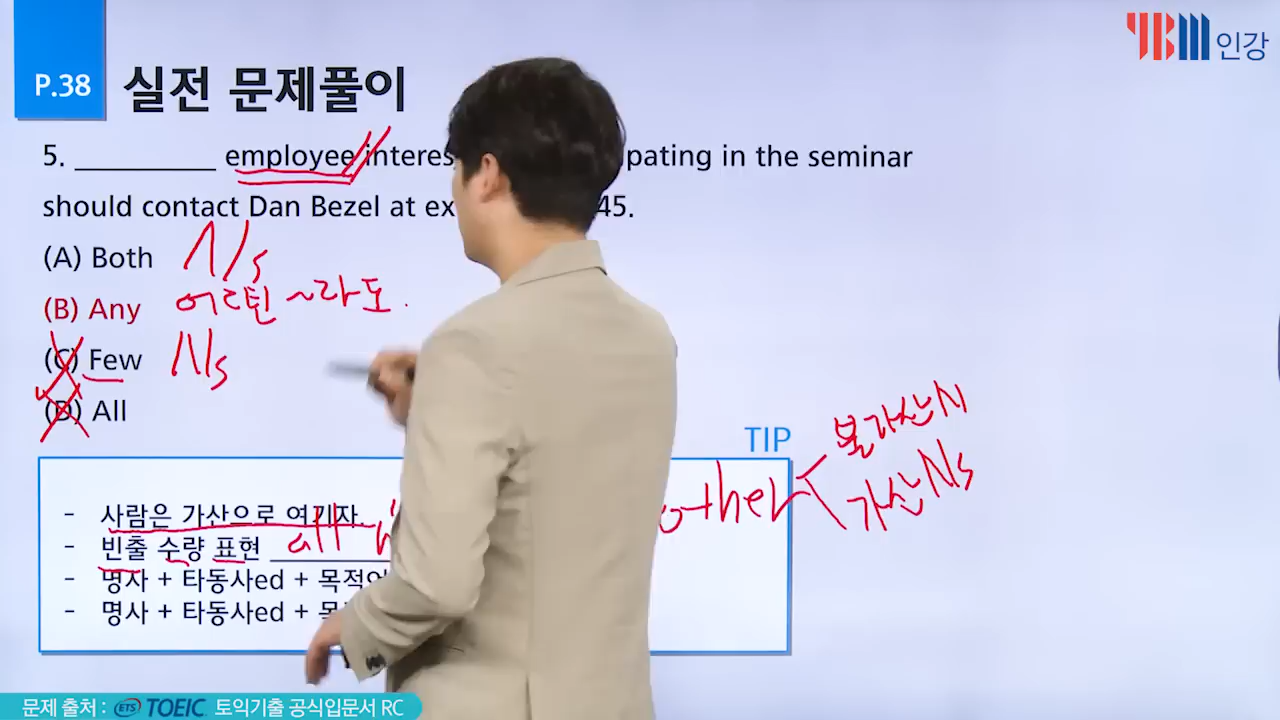 YBM 인강
P.38 실전 문제풀이
5. ________ employee interes pating in the seminar
should contact Dan Bezel at ex 45.
(A) Both N/s
(B) Any 어떤 ~라도.
(C) Few N/s
(D) All
TIP
불가산N
other
가산Ns
- 사람은 가산으로 여기자.
- 빈출 수량 표현 ________ all
- 명사 + 타동사ed + 목적어
- 명사 + 타동사ed + 목
문제 출처 : ETS TOEIC 토익기출 공식입문서 RC